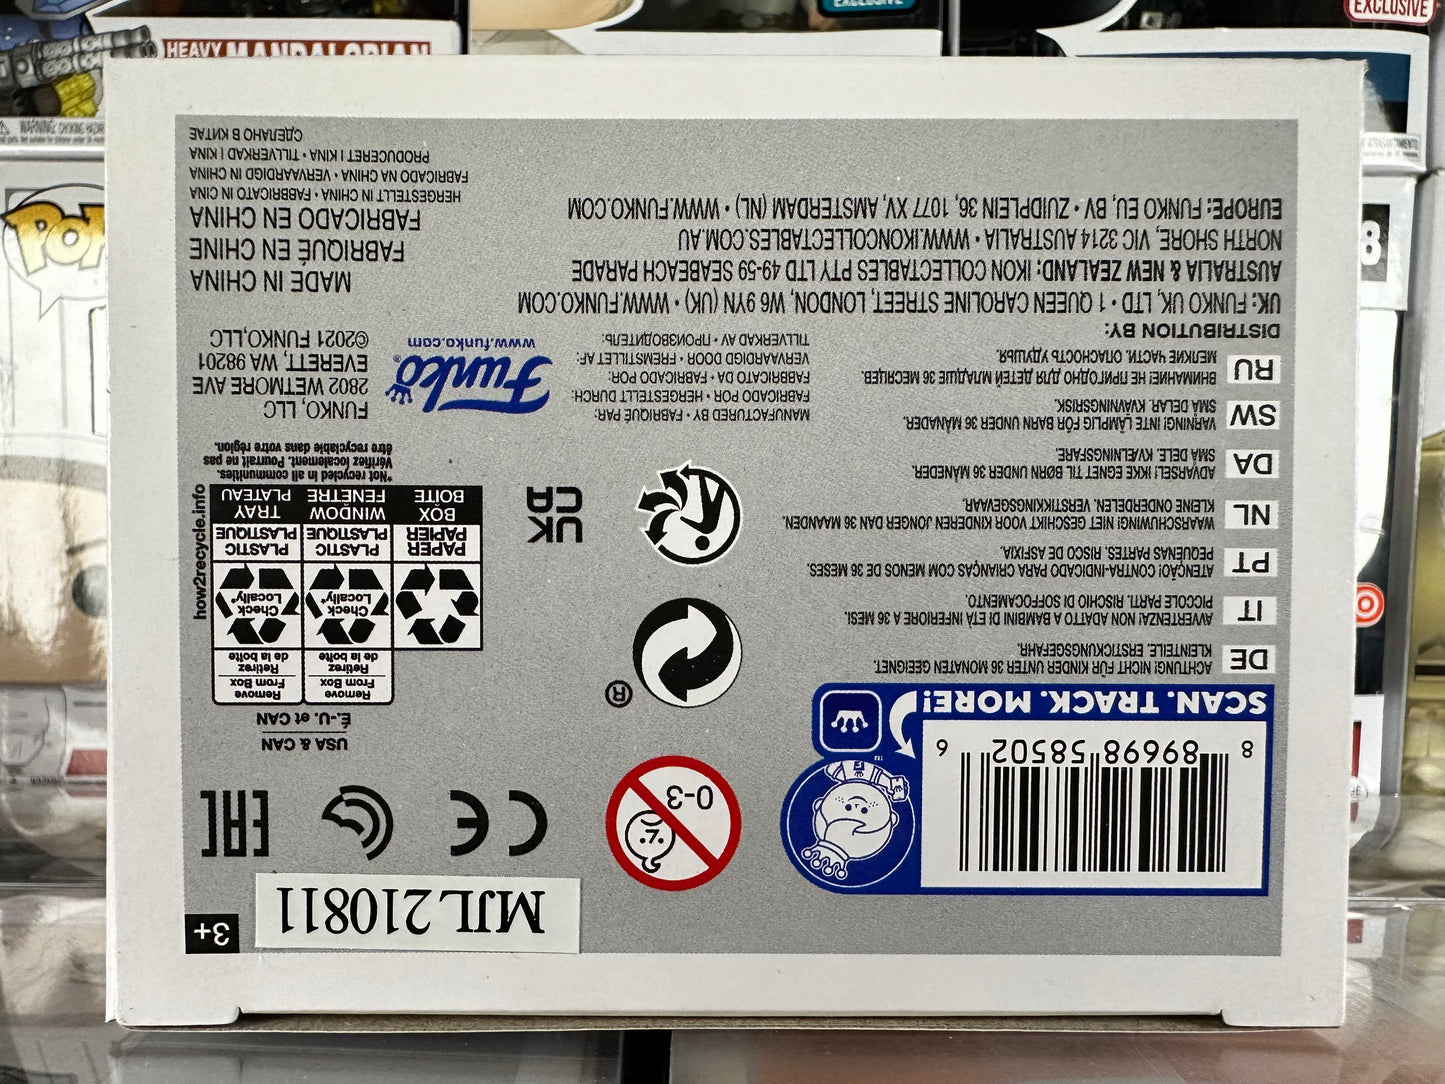 3+
MJL 210811
EAC
CE
0-3
8 89698 58502 6
SCAN. TRACK. MORE!
TM
USA & CAN
É.-U. et CAN
Remove
From Box
Retirez
de la boîte
Remove
From Box
Retirez
de la boîte
Check
Locally*
Check
Locally*
PAPER
PAPIER
BOX
BOÎTE
PLASTIC
PLASTIQUE
WINDOW
FENÊTRE
PLASTIC
PLASTIQUE
TRAY
PLATEAU
how2recycle.info
*Not recycled in all communities.
Vérifiez localement. Pourrait ne pas
être recyclable dans votre région.
®
UK
CA
DE
ACHTUNG! NICHT FÜR KINDER UNTER 36 MONATEN GEEIGNET.
KLEINTEILE. ERSTICKUNGSGEFAHR.
IT
AVVERTENZA! NON ADATTO A BAMBINI DI ETÀ INFERIORE A 36 MESI.
PICCOLE PARTI. RISCHIO DI SOFFOCAMENTO.
PT
ATENÇÃO! CONTRA-INDICADO PARA CRIANÇAS COM MENOS DE 36 MESES.
PEQUENAS PARTES. RISCO DE ASFIXIA.
NL
WAARSCHUWING! NIET GESCHIKT VOOR KINDEREN JONGER DAN 36 MAANDEN.
KLEINE ONDERDELEN. VERSTIKKINGSGEVAAR.
DA
ADVARSEL! IKKE EGNET TIL BØRN UNDER 36 MÅNEDER.
SMÅ DELE. KVÆLNINGSFARE.
SW
VARNING! INTE LÄMPLIG FÖR BARN UNDER 36 MÅNADER.
SMÅ DELAR. KVÄVNINGSRISK.
RU
ВНИМАНИЕ! НЕ ПРИГОДНО ДЛЯ ДЕТЕЙ МЛАДШЕ 36 МЕСЯЦЕВ.
МЕЛКИЕ ЧАСТИ. ОПАСНОСТЬ УДУШЬЯ.
MANUFACTURED BY • FABRIQUÉ PAR:
FABRICADO POR • HERGESTELLT DURCH:
FABBRICATO DA • FABRICADO POR:
VERVAARDIGD DOOR • FREMSTILLET AF:
TILLVERKAD AV • ПРОИЗВОДИТЕЛЬ:
Funko®
www.funko.com
FUNKO, LLC
2802 WETMORE AVE
EVERETT, WA 98201
©2021 FUNKO,LLC
DISTRIBUTION BY:
UK: FUNKO UK, LTD • 1 QUEEN CAROLINE STREET, LONDON, W6 9YN (UK) • WWW.FUNKO.COM
AUSTRALIA & NEW ZEALAND: IKON COLLECTABLES PTY LTD 49-59 SEABEACH PARADE
NORTH SHORE, VIC 3214 AUSTRALIA • WWW.IKONCOLLECTABLES.COM.AU
EUROPE: FUNKO EU, BV • ZUIDPLEIN 36, 1077 XV, AMSTERDAM (NL) • WWW.FUNKO.COM
MADE IN CHINA
FABRIQUÉ EN CHINE
FABRICADO EN CHINA
HERGESTELLT IN CHINA • FABBRICATO IN CINA
FABRICADO NA CHINA • VERVAARDIGD IN CHINA
PRODUCERET I KINA • TILLVERKAD I KINA
СДЕЛАНО В КИТАЕ
HEAVY MANDALORIAN
EXCLUSIVE
EXCLUSIVE
POP
8